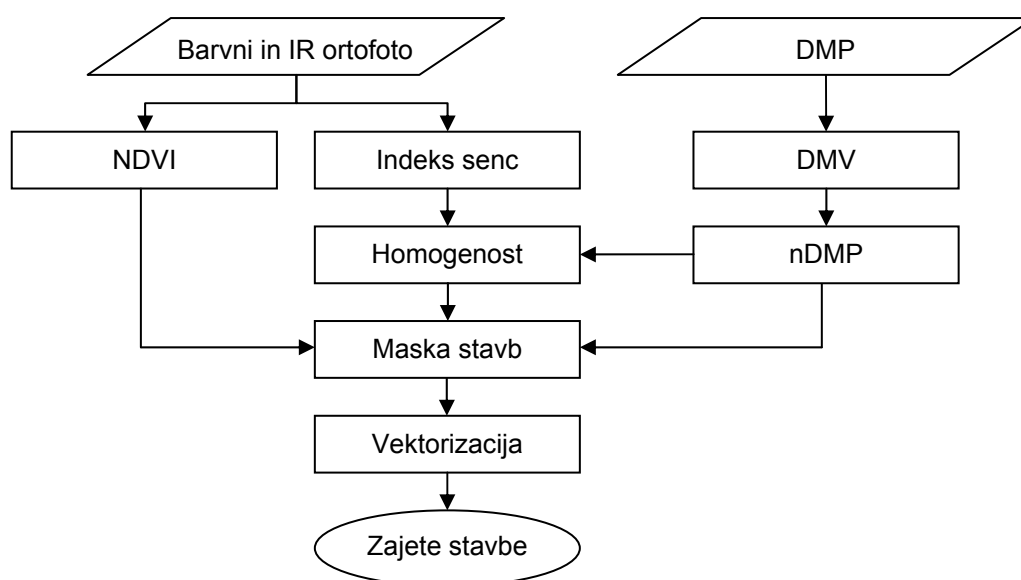 Barvni in IR ortofoto
DMP
NDVI
Indeks senc
DMV
Homogenost
nDMP
Maska stavb
Vektorizacija
Zajete stavbe